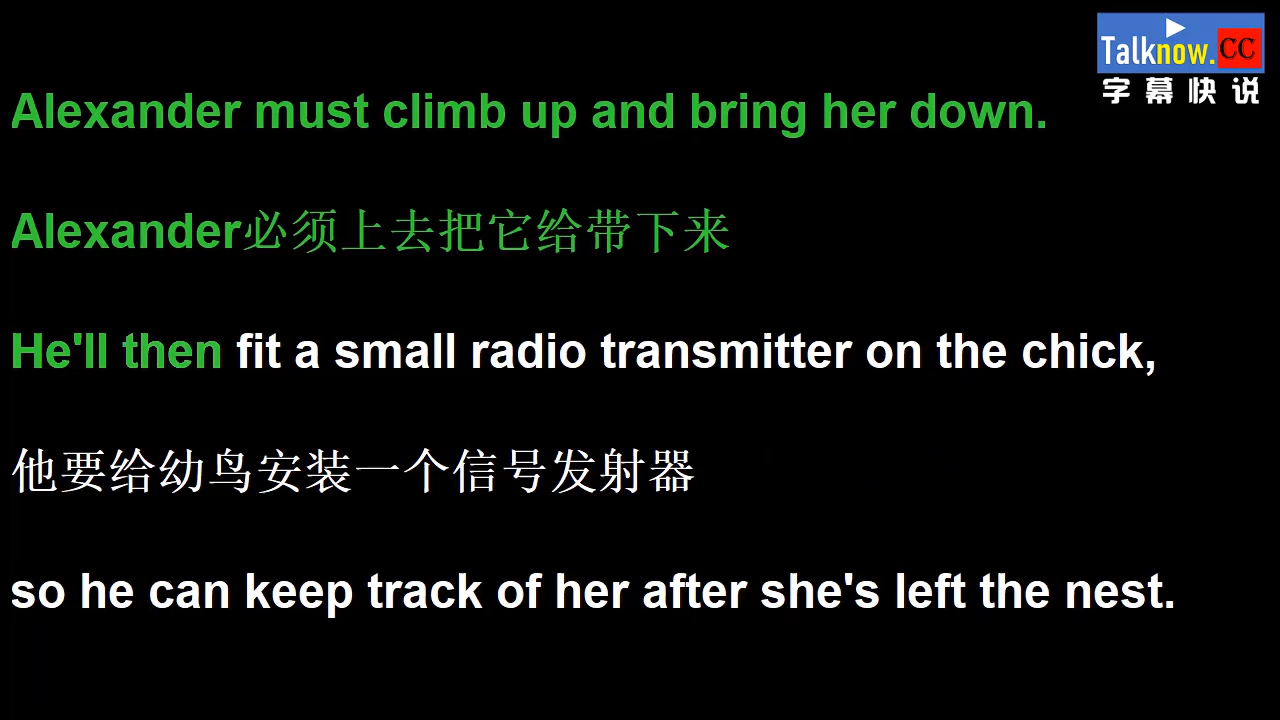 Talknow.CC
字幕快说
Alexander must climb up and bring her down.
Alexander必须上去把它给带下来
He'll then fit a small radio transmitter on the chick,
他要给幼鸟安装一个信号发射器
so he can keep track of her after she's left the nest.